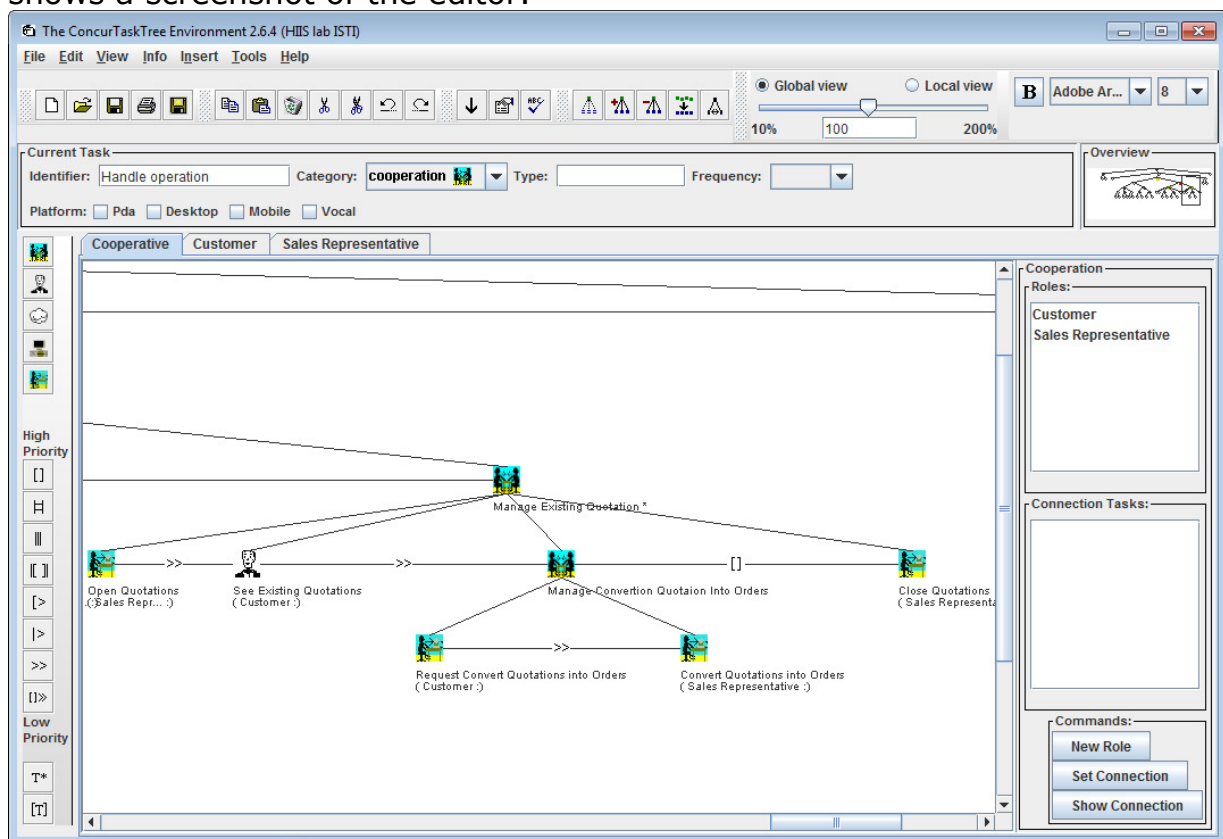 shows a screenshot of the editor.
The ConcurTaskTree Environment 2.6.4 (HIIS lab ISTI)
File Edit View Info Insert Tools Help
Global view Local view
B Adobe Ar... 8
10% 100 200%
Current Task
Overview
Identifier: Handle operation Category: cooperation Type: Frequency:
Platform: Pda Desktop Mobile Vocal
Cooperative Customer Sales Representative
Cooperation
Roles:
Customer
Sales Representative
High
Priority
[]
|||
|[]|
[>
|>
>>
[]»
Low
Priority
T*
[T]
Manage Existing Quotation *
>> >> []
Open Quotations
(Sales Repr... :)
See Existing Quotations
( Customer :)
Manage Convertion Quotaion Into Orders
Close Quotations
( Sales Representa
>>
Request Convert Quotations into Orders
( Customer :)
Convert Quotations into Orders
( Sales Representative :)
Connection Tasks:
Commands:
New Role
Set Connection
Show Connection